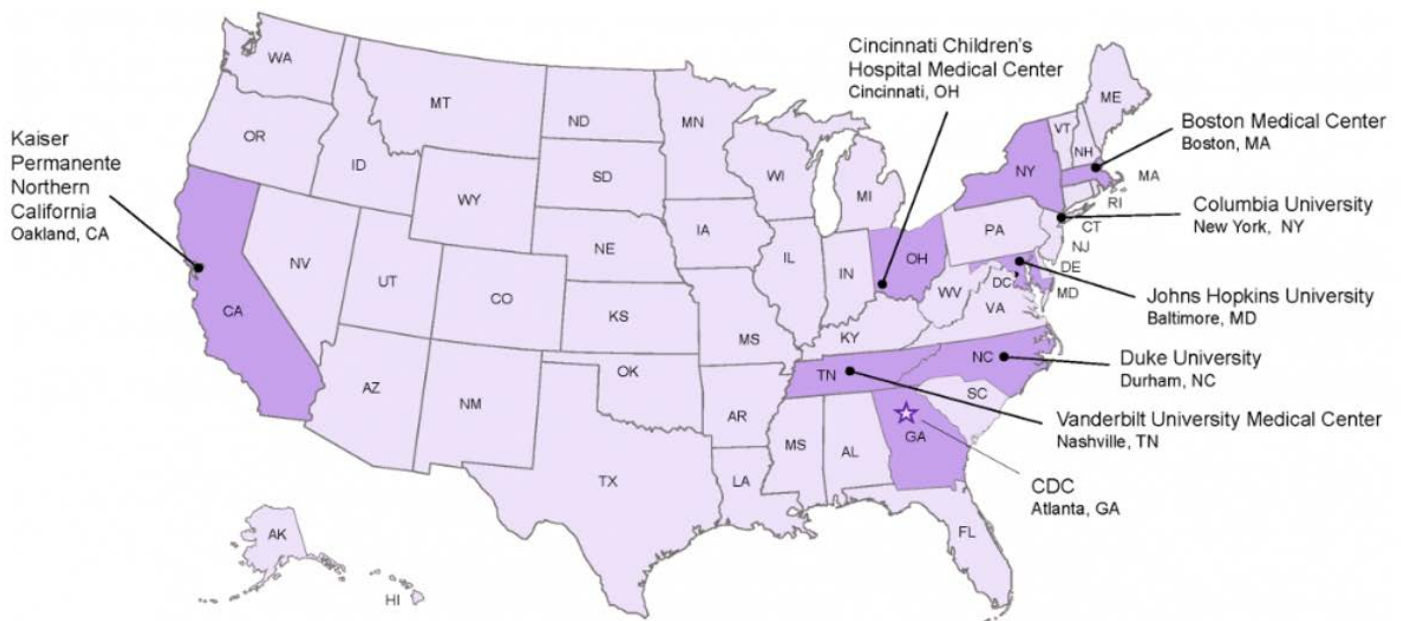 Cincinnati Children's
Hospital Medical Center
Cincinnati, OH
Kaiser
Permanente
Northern
California
Oakland, CA
Boston Medical Center
Boston, MA
Columbia University
New York, NY
Johns Hopkins University
Baltimore, MD
Duke University
Durham, NC
Vanderbilt University Medical Center
Nashville, TN
CDC
Atlanta, GA
WA
OR
CA
NV
ID
MT
WY
UT
AZ
CO
NM
ND
SD
NE
KS
OK
TX
MN
IA
MS
AR
LA
WI
IL
MI
IN
OH
KY
TN
MS
AL
GA
FL
SC
NC
VA
WV
DC
MD
DE
PA
NJ
NY
CT
RI
MA
VT
NH
ME
AK
HI